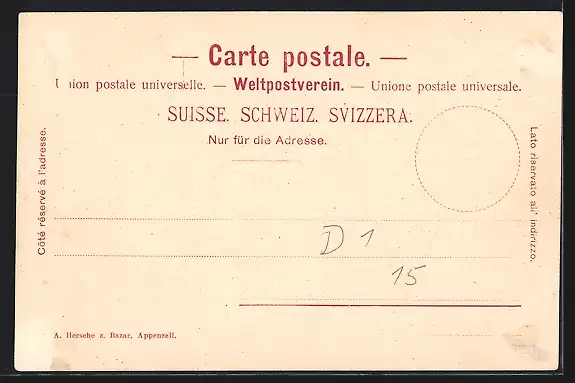 — Carte postale. —
Union postale universelle. — Weltpostverein. — Unione postale universale.
SUISSE. SCHWEIZ. SVIZZERA.
Nur für die Adresse.
Côté réservé à l'adresse.
Lato riservato all' indirizzo.
D 1
15
A. Hersche z. Bazar, Appenzell.